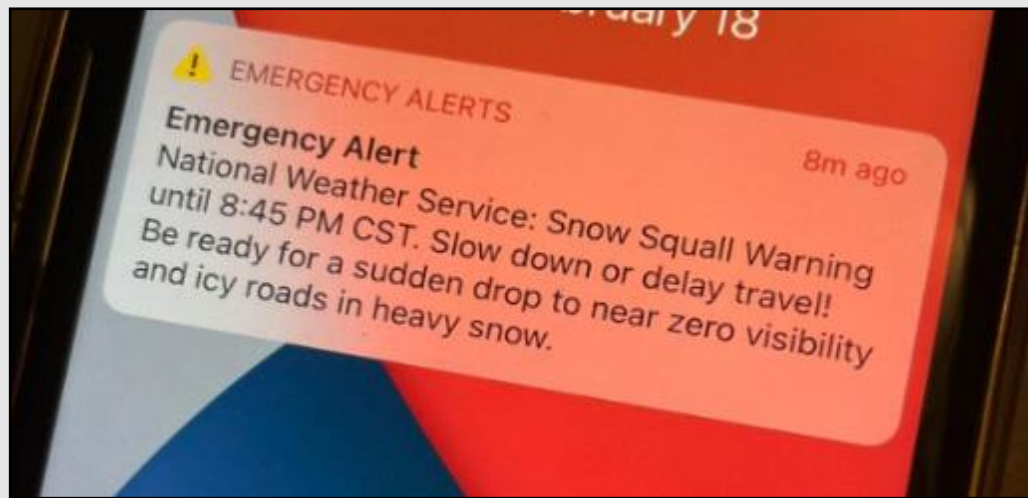 18
EMERGENCY ALERTS
Emergency Alert
8m ago
National Weather Service: Snow Squall Warning
until 8:45 PM CST. Slow down or delay travel!
Be ready for a sudden drop to near zero visibility
and icy roads in heavy snow.